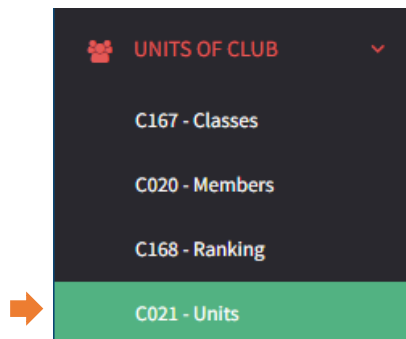 UNITS OF CLUB
C167 - Classes
C020 - Members
C168 - Ranking
C021 - Units